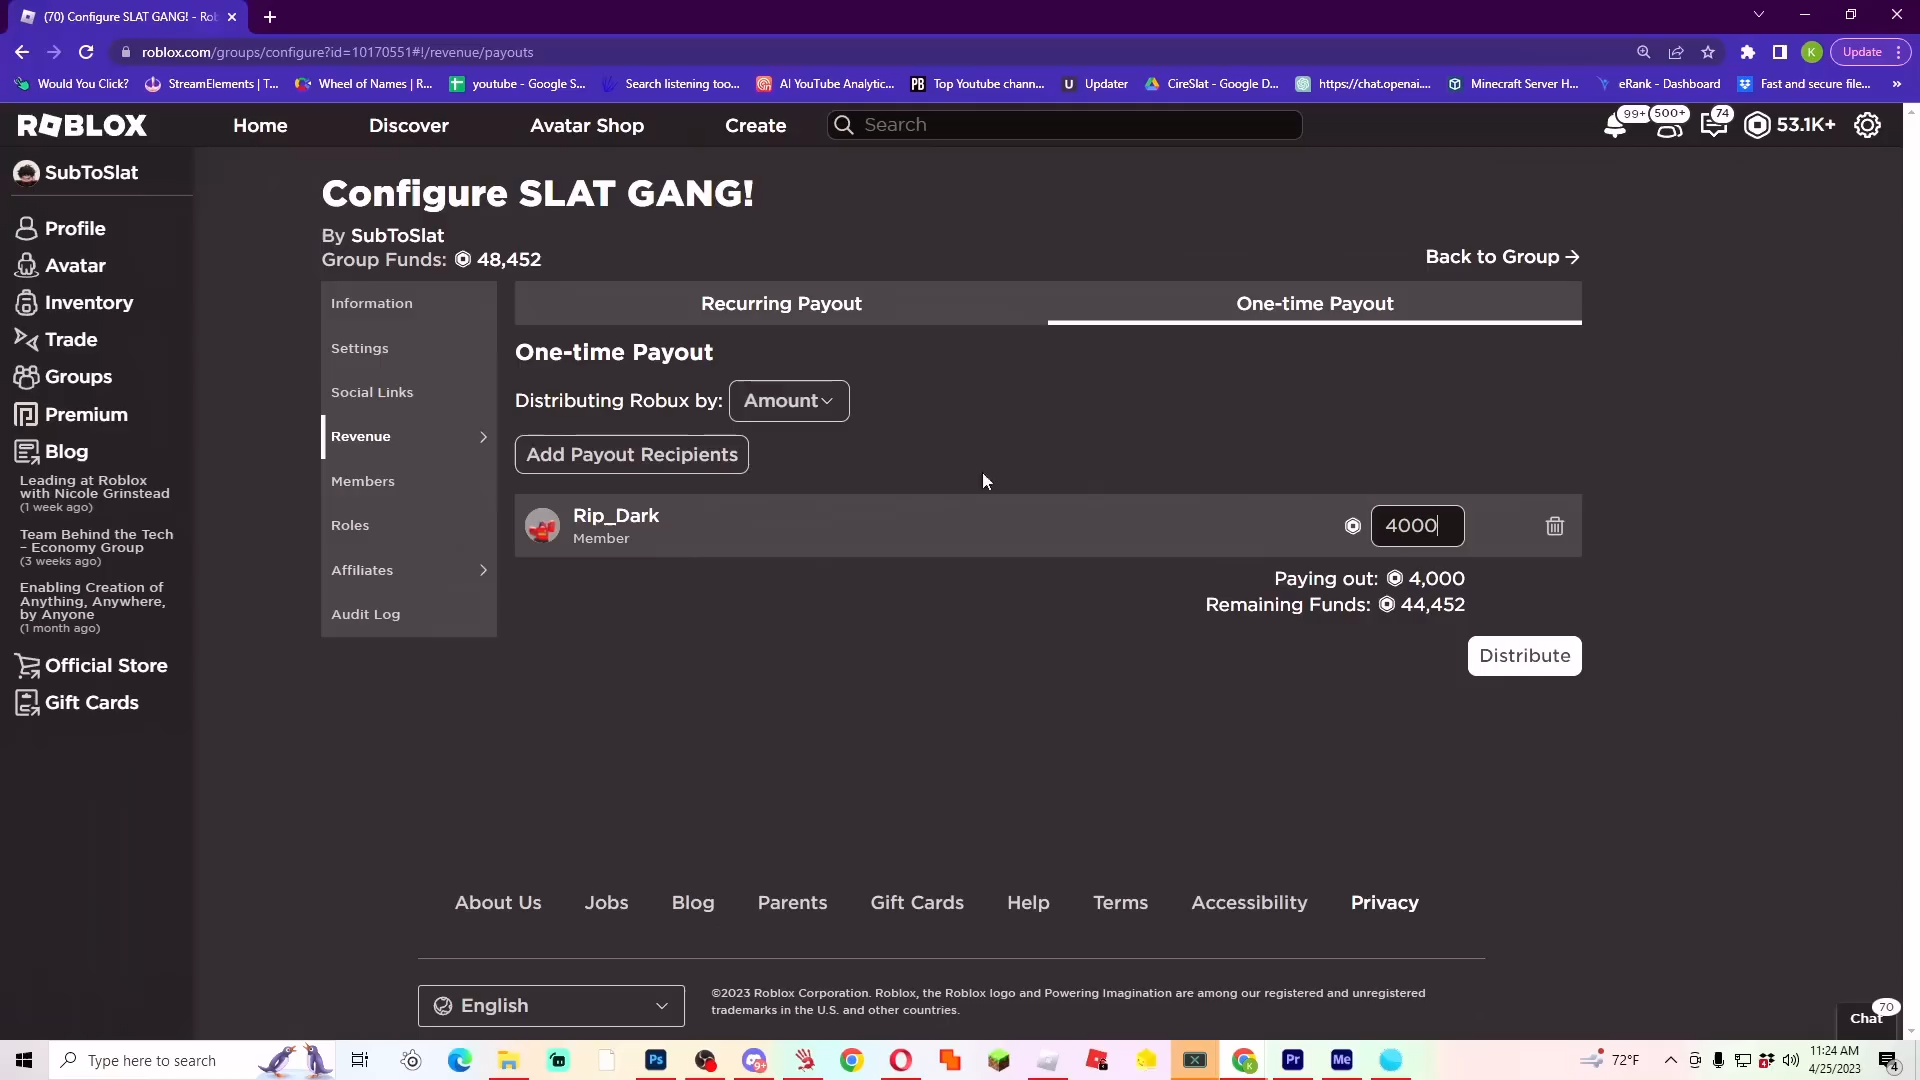 (70) Configure SLAT GANG! - Rob
roblox.com/groups/configure?id=10170551#!/revenue/payouts
K
Update
Would You Click?
StreamElements | T...
Wheel of Names | R...
youtube - Google S...
Search listening too...
AI YouTube Analytic...
PB Top Youtube chann...
U Updater
CireSlat - Google D...
https://chat.openai....
Minecraft Server H...
eRank - Dashboard
Fast and secure file...
»
ROBLOX
Home
Discover
Avatar Shop
Create
Search
99+
500+
74
53.1K+
SubToSlat
Profile
Avatar
Inventory
Trade
Groups
Premium
Blog
Leading at Roblox
with Nicole Grinstead
(1 week ago)
Team Behind the Tech
– Economy Group
(3 weeks ago)
Enabling Creation of
Anything, Anywhere,
by Anyone
(1 month ago)
Official Store
Gift Cards
Configure SLAT GANG!
By SubToSlat
Group Funds: 48,452
Back to Group →
Information
Settings
Social Links
Revenue
Members
Roles
Affiliates
Audit Log
Recurring Payout
One-time Payout
One-time Payout
Distributing Robux by: Amount
Add Payout Recipients
Rip_Dark
Member
4000
Paying out: 4,000
Remaining Funds: 44,452
Distribute
About Us
Jobs
Blog
Parents
Gift Cards
Help
Terms
Accessibility
Privacy
English
©2023 Roblox Corporation. Roblox, the Roblox logo and Powering Imagination are among our registered and unregistered
trademarks in the U.S. and other countries.
Chat
70
Type here to search
Ps
9+
K
Pr
Me
72°F
11:24 AM
4/25/2023
4